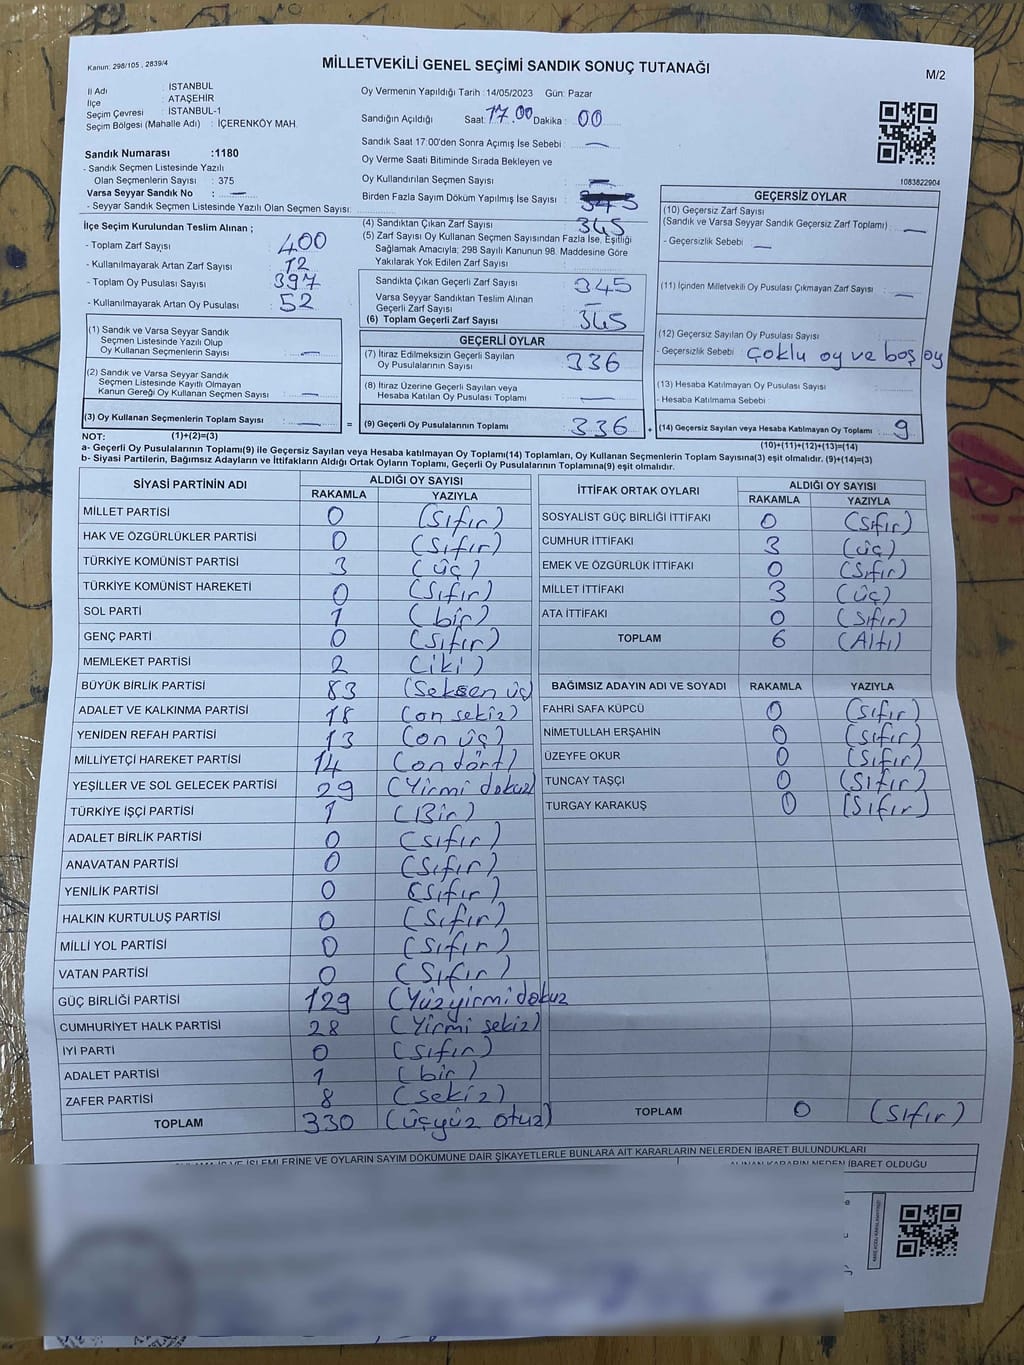 Kanun: 298/105 , 2839/4
MİLLETVEKİLİ GENEL SEÇİMİ SANDIK SONUÇ TUTANAĞI
M/2
İl Adı : İSTANBUL
İlçe : ATAŞEHİR
Seçim Çevresi : İSTANBUL-1
Seçim Bölgesi (Mahalle Adı) : İÇERENKÖY MAH.
Sandık Numarası :1180
- Sandık Seçmen Listesinde Yazılı
Olan Seçmenlerin Sayısı : 375
Varsa Seyyar Sandık No : —
- Seyyar Sandık Seçmen Listesinde Yazılı Olan Seçmen Sayısı:
Oy Vermenin Yapıldığı Tarih : 14/05/2023 Gün: Pazar
Sandığın Açıldığı Saat: 17.00 Dakika : 00
Sandık Saat 17.00'den Sonra Açımış İse Sebebi : —
Oy Verme Saati Bitiminde Sırada Bekleyen ve
Oy Kullandırılan Seçmen Sayısı : —
Birden Fazla Sayım Döküm Yapılmış İse Sayısı :
1083822904
İlçe Seçim Kurulundan Teslim Alınan ;
- Toplam Zarf Sayısı : 400
- Kullanılmayarak Artan Zarf Sayısı : 12
- Toplam Oy Pusulası Sayısı : 397
- Kullanılmayarak Artan Oy Pusulası : 52
(1) Sandık ve Varsa Seyyar Sandık
Seçmen Listesinde Yazılı Olup
Oy Kullanan Seçmenlerin Sayısı : —
(2) Sandık ve Varsa Seyyar Sandık
Seçmen Listesinde Kayıtlı Olmayan
Kanun Gereği Oy Kullanan Seçmen Sayısı : —
(3) Oy Kullanan Seçmenlerin Toplam Sayısı : —
(1)+(2)=(3)
(4) Sandıktan Çıkan Zarf Sayısı : 345
(5) Zarf Sayısı Oy Kullanan Seçmen Sayısından Fazla İse, Eşitliği
Sağlamak Amacıyla; 298 Sayılı Kanunun 98. Maddesine Göre
Yakılarak Yok Edilen Zarf Sayısı :
Sandıkta Çıkan Geçerli Zarf Sayısı : 345
Varsa Seyyar Sandıktan Teslim Alınan
Geçerli Zarf Sayısı : —
(6) Toplam Geçerli Zarf Sayısı : 345
GEÇERLİ OYLAR
(7) İtiraz Edilmeksizin Geçerli Sayılan
Oy Pusulalarının Sayısı : 336
(8) İtiraz Üzerine Geçerli Sayılan veya
Hesaba Katılan Oy Pusulası Toplamı : —
= (9) Geçerli Oy Pusulalarının Toplamı : 336 +
GEÇERSİZ OYLAR
(10) Geçersiz Zarf Sayısı
(Sandık ve Varsa Seyyar Sandık Geçersiz Zarf Toplamı) : —
- Geçersizlik Sebebi : —
(11) İçinden Milletvekili Oy Pusulası Çıkmayan Zarf Sayısı : —
(12) Geçersiz Sayılan Oy Pusulası Sayısı :
- Geçersizlik Sebebi : Çoklu oy ve boş oy
(13) Hesaba Katılmayan Oy Pusulası Sayısı :
- Hesaba Katılmama Sebebi : —
(14) Geçersiz Sayılan veya Hesaba Katılmayan Oy Toplamı : 9
(10)+(11)+(12)+(13)=(14)
NOT:
a- Geçerli Oy Pusulalarının Toplamı(9) ile Geçersiz Sayılan veya Hesaba katılmayan Oy Toplamı(14) Toplamları, Oy Kullanan Seçmenlerin Toplam Sayısına(3) eşit olmalıdır. (9)+(14)=(3)
b- Siyasi Partilerin, Bağımsız Adayların ve İttifakların Aldığı Ortak Oyların Toplamı, Geçerli Oy Pusulalarının Toplamına(9) eşit olmalıdır.
SİYASİ PARTİNİN ADI ALDIĞI OY SAYISI
RAKAMLA YAZIYLA
MİLLET PARTİSİ 0 (Sıfır)
HAK VE ÖZGÜRLÜKLER PARTİSİ 0 (Sıfır)
TÜRKİYE KOMÜNİST PARTİSİ 3 (üç)
TÜRKİYE KOMÜNİST HAREKETİ 0 (Sıfır)
SOL PARTİ 1 (bir)
GENÇ PARTİ 0 (Sıfır)
MEMLEKET PARTİSİ 2 (iki)
BÜYÜK BİRLİK PARTİSİ 83 (Seksen üç)
ADALET VE KALKINMA PARTİSİ 18 (on sekiz)
YENİDEN REFAH PARTİSİ 13 (on üç)
MİLLİYETÇİ HAREKET PARTİSİ 14 (on dört)
YEŞİLLER VE SOL GELECEK PARTİSİ 29 (Yirmi dokuz)
TÜRKİYE İŞÇİ PARTİSİ 1 (Bir)
ADALET BİRLİK PARTİSİ 0 (Sıfır)
ANAVATAN PARTİSİ 0 (Sıfır)
YENİLİK PARTİSİ 0 (Sıfır)
HALKIN KURTULUŞ PARTİSİ 0 (Sıfır)
MİLLİ YOL PARTİSİ 0 (Sıfır)
VATAN PARTİSİ 0 (Sıfır)
GÜÇ BİRLİĞİ PARTİSİ 129 (Yüzyirmi dokuz
CUMHURİYET HALK PARTİSİ 28 (Yirmi sekiz)
İYİ PARTİ 0 (Sıfır)
ADALET PARTİSİ 1 (bir)
ZAFER PARTİSİ 8 (sekiz)
TOPLAM 330 (üçyüz otuz)
İTTİFAK ORTAK OYLARI ALDIĞI OY SAYISI
RAKAMLA YAZIYLA
SOSYALİST GÜÇ BİRLİĞİ İTTİFAKI 0 (Sıfır)
CUMHUR İTTİFAKI 3 (üç)
EMEK VE ÖZGÜRLÜK İTTİFAKI 0 (Sıfır)
MİLLET İTTİFAKI 3 (üç)
ATA İTTİFAKI 0 (Sıfır)
TOPLAM 6 (Altı)
BAĞIMSIZ ADAYIN ADI VE SOYADI RAKAMLA YAZIYLA
FAHRİ SAFA KÜPCÜ 0 (Sıfır)
NİMETULLAH ERŞAHİN 0 (Sıfır)
ÜZEYFE OKUR 0 (Sıfır)
TUNCAY TAŞÇI 0 (Sıfır)
TURGAY KARAKUŞ 0 (Sıfır)
TOPLAM 0 (Sıfır)
İŞLEMLERİNE VE OYLARIN SAYIM DÖKÜMÜNE DAİR ŞİKAYETLERLE BUNLARA AİT KARARLARIN NELERDEN İBARET BULUNDUKLARI
ALINAN KARARIN NEDEN İBARET OLDUĞU